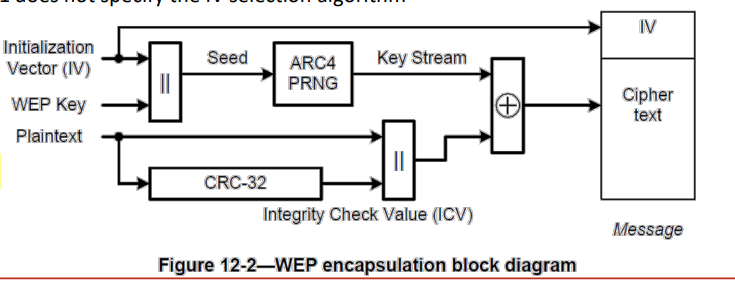 1 does not specify the IV selection algorithm
IV
Initialization
Vector (IV)
||
Seed
ARC4
PRNG
Key Stream
WEP Key
Cipher
text
Plaintext
||
CRC-32
Integrity Check Value (ICV)
Message
Figure 12-2—WEP encapsulation block diagram